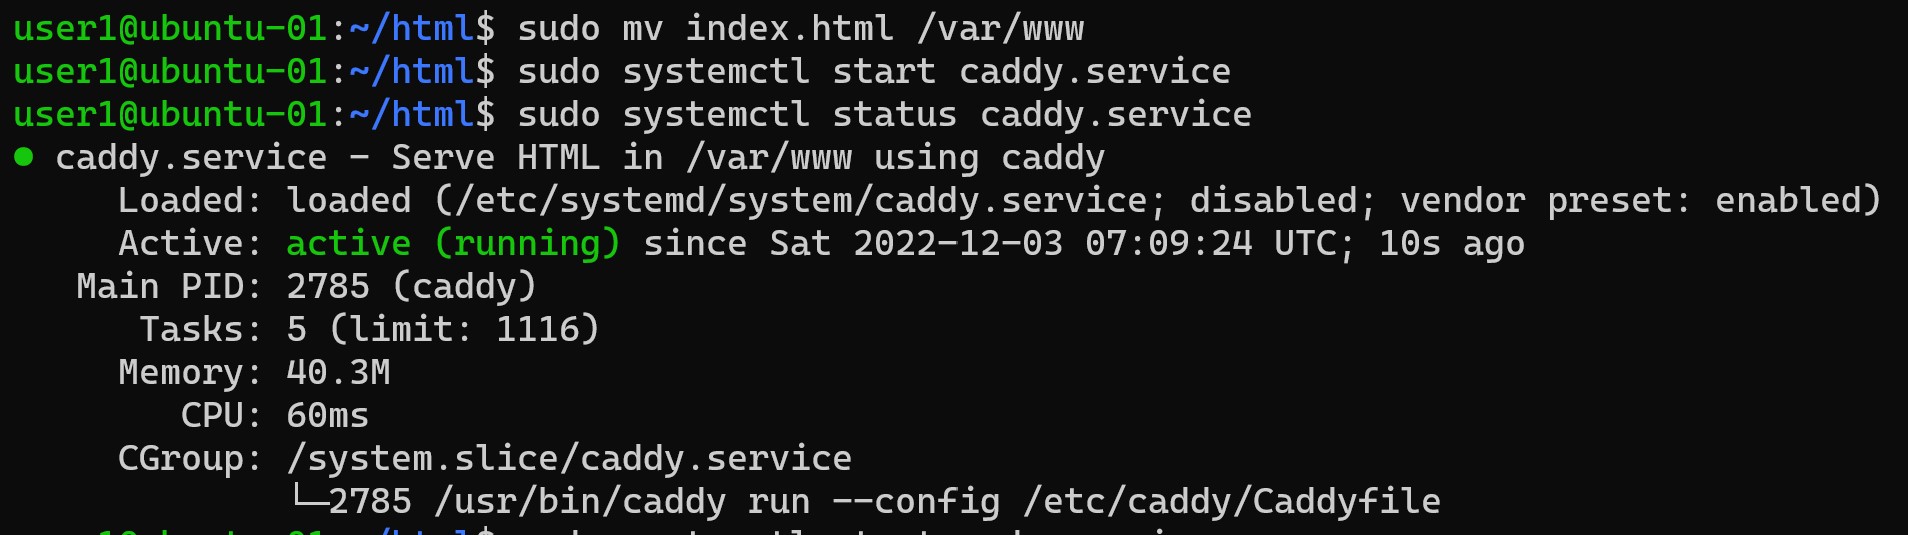 user1@ubuntu-01:~/html$ sudo mv index.html /var/www
user1@ubuntu-01:~/html$ sudo systemctl start caddy.service
user1@ubuntu-01:~/html$ sudo systemctl status caddy.service
● caddy.service - Serve HTML in /var/www using caddy
Loaded: loaded (/etc/systemd/system/caddy.service; disabled; vendor preset: enabled)
Active: active (running) since Sat 2022-12-03 07:09:24 UTC; 10s ago
Main PID: 2785 (caddy)
Tasks: 5 (limit: 1116)
Memory: 40.3M
CPU: 60ms
CGroup: /system.slice/caddy.service
└─2785 /usr/bin/caddy run --config /etc/caddy/Caddyfile